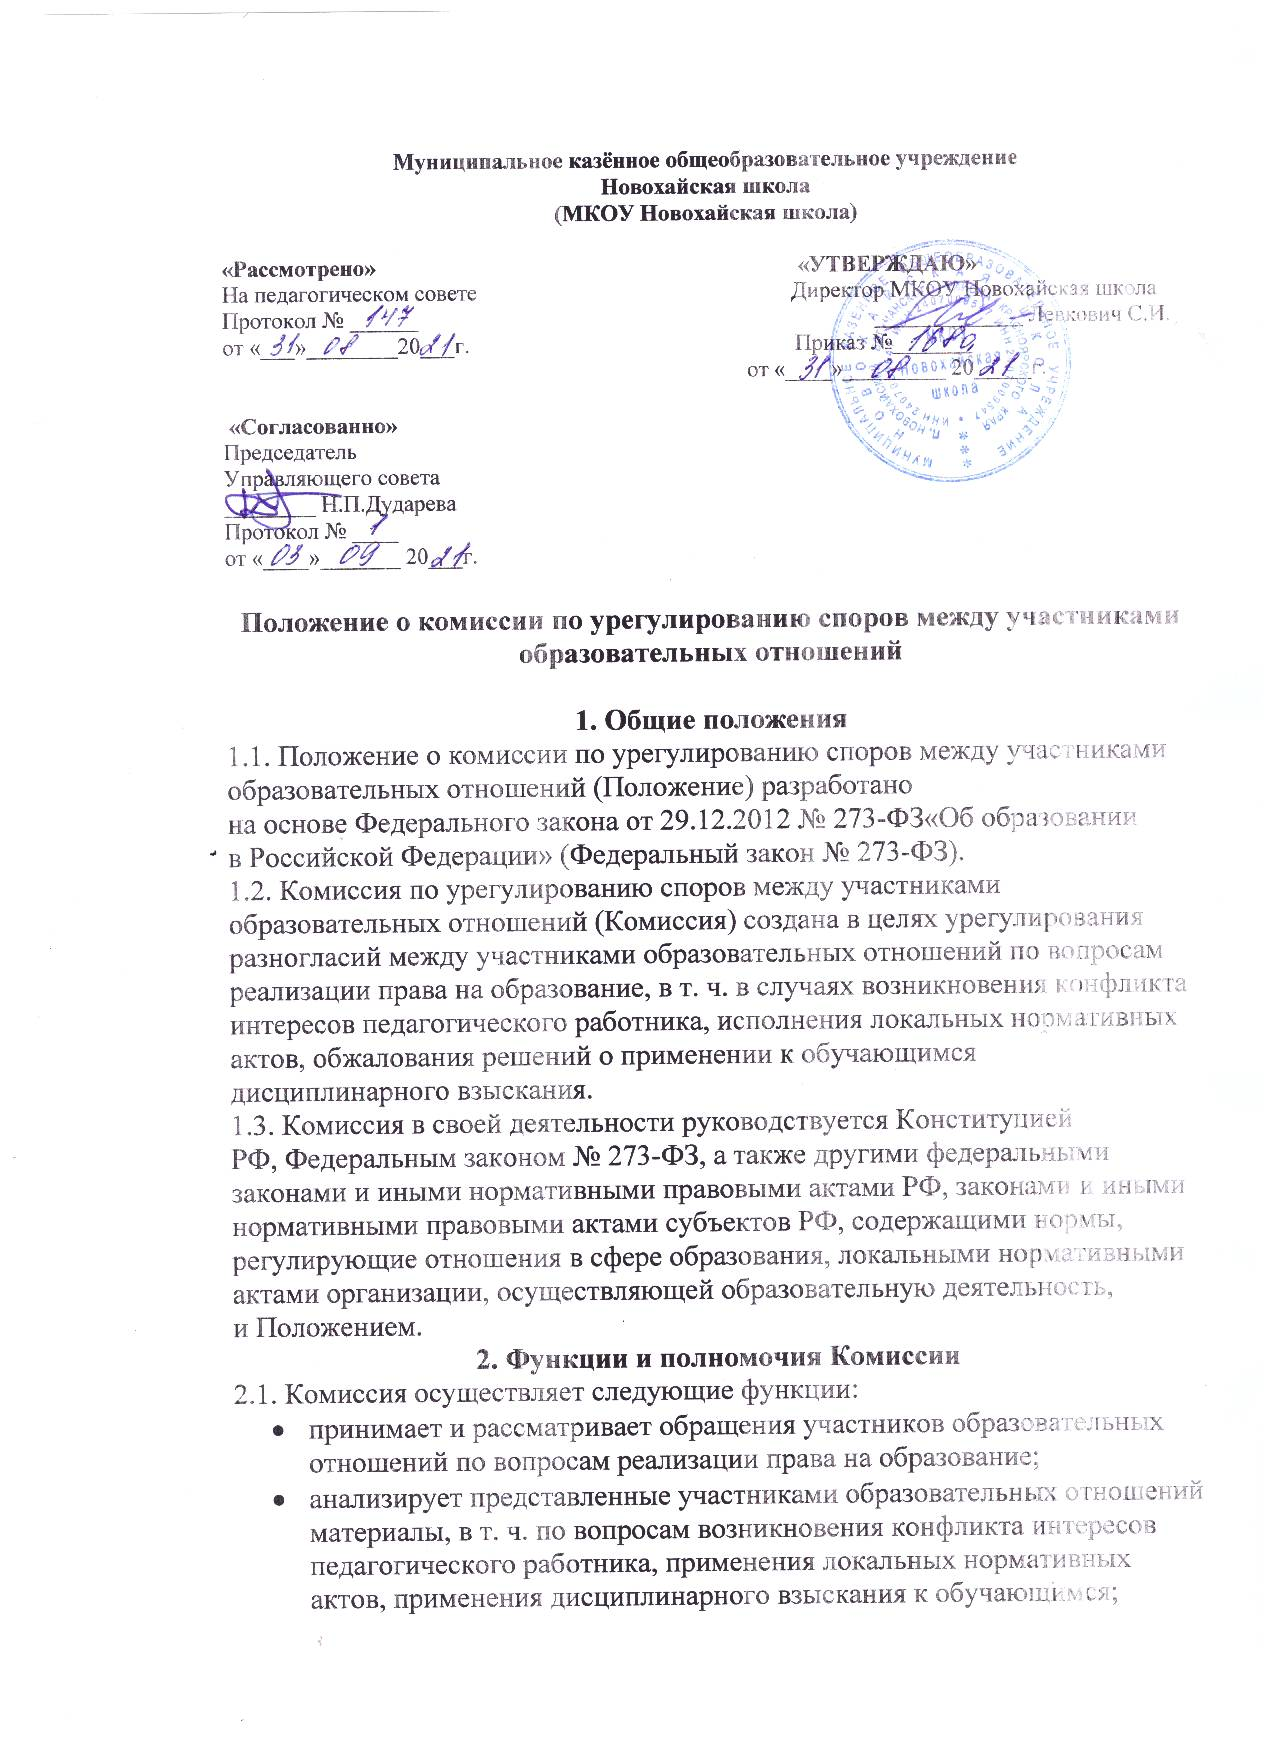 Муниципальное казённое общеобразовательное учреждение
Новохайская школа
(МКОУ Новохайская школа)
«Рассмотрено»
На педагогическом совете
Протокол № 147
от «31» 08 2021г.
«УТВЕРЖДАЮ»
Директор МКОУ Новохайская школа
Левкович С.И.
Приказ №
от «31» 08 2021г.
Новохайская
школа
«Согласованно»
Председатель
Управляющего совета
Н.П.Дударева
Протокол № 1
от «03» 09 2021г.
Положение о комиссии по урегулированию споров между участниками
образовательных отношений
1. Общие положения
1.1. Положение о комиссии по урегулированию споров между участниками
образовательных отношений (Положение) разработано
на основе Федерального закона от 29.12.2012 № 273-ФЗ«Об образовании
в Российской Федерации» (Федеральный закон № 273-ФЗ).
1.2. Комиссия по урегулированию споров между участниками
образовательных отношений (Комиссия) создана в целях урегулирования
разногласий между участниками образовательных отношений по вопросам
реализации права на образование, в т. ч. в случаях возникновения конфликта
интересов педагогического работника, исполнения локальных нормативных
актов, обжалования решений о применении к обучающимся
дисциплинарного взыскания.
1.3. Комиссия в своей деятельности руководствуется Конституцией
РФ, Федеральным законом № 273-ФЗ, а также другими федеральными
законами и иными нормативными правовыми актами РФ, законами и иными
нормативными правовыми актами субъектов РФ, содержащими нормы,
регулирующие отношения в сфере образования, локальными нормативными
актами организации, осуществляющей образовательную деятельность,
и Положением.
2. Функции и полномочия Комиссии
2.1. Комиссия осуществляет следующие функции:
• принимает и рассматривает обращения участников образовательных
отношений по вопросам реализации права на образование;
• анализирует представленные участниками образовательных отношений
материалы, в т. ч. по вопросам возникновения конфликта интересов
педагогического работника, применения локальных нормативных
актов, применения дисциплинарного взыскания к обучающимся;